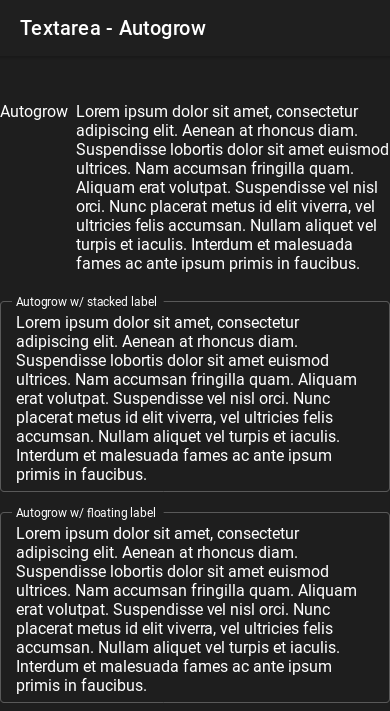 Textarea - Autogrow
Autogrow
Lorem ipsum dolor sit amet, consectetur
adipiscing elit. Aenean at rhoncus diam.
Suspendisse lobortis dolor sit amet euismod
ultrices. Nam accumsan fringilla quam.
Aliquam erat volutpat. Suspendisse vel nisl
orci. Nunc placerat metus id elit viverra, vel
ultricies felis accumsan. Nullam aliquet vel
turpis et iaculis. Interdum et malesuada
fames ac ante ipsum primis in faucibus.
Autogrow w/ stacked label
Lorem ipsum dolor sit amet, consectetur
adipiscing elit. Aenean at rhoncus diam.
Suspendisse lobortis dolor sit amet euismod
ultrices. Nam accumsan fringilla quam. Aliquam
erat volutpat. Suspendisse vel nisl orci. Nunc
placerat metus id elit viverra, vel ultricies felis
accumsan. Nullam aliquet vel turpis et iaculis.
Interdum et malesuada fames ac ante ipsum
primis in faucibus.
Autogrow w/ floating label
Lorem ipsum dolor sit amet, consectetur
adipiscing elit. Aenean at rhoncus diam.
Suspendisse lobortis dolor sit amet euismod
ultrices. Nam accumsan fringilla quam. Aliquam
erat volutpat. Suspendisse vel nisl orci. Nunc
placerat metus id elit viverra, vel ultricies felis
accumsan. Nullam aliquet vel turpis et iaculis.
Interdum et malesuada fames ac ante ipsum
primis in faucibus.